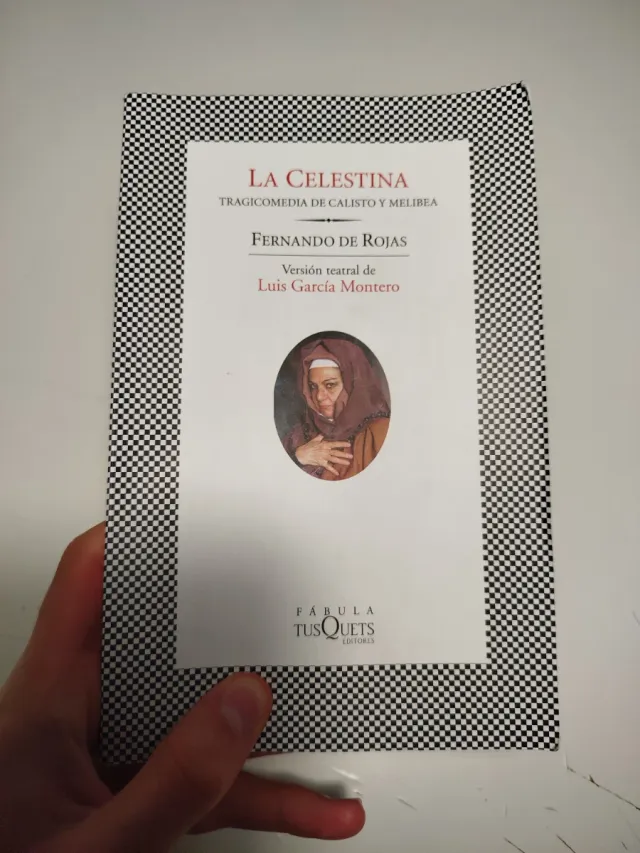 LA CELESTINA
TRAGICOMEDIA DE CALISTO Y MELIBEA
FERNANDO DE ROJAS
Versión teatral de
Luis García Montero
FÁBULA
TUSQUETS
EDITORES